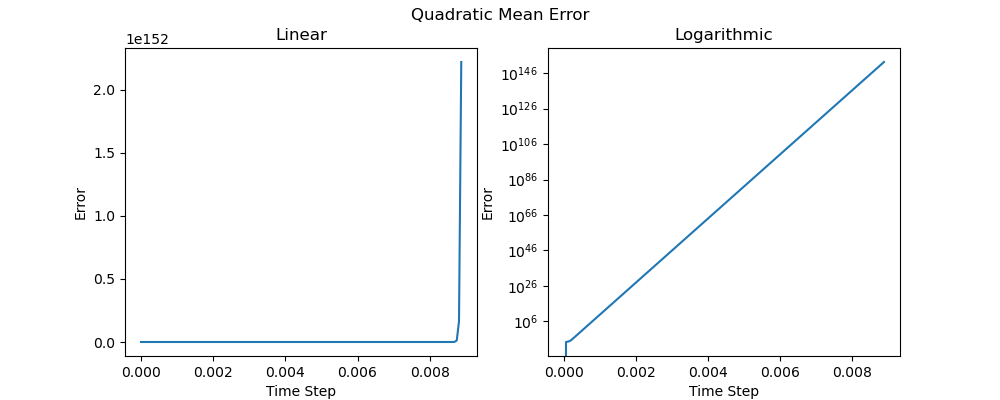 Quadratic Mean Error
Linear
1e152
2.0
1.5
1.0
0.5
0.0
Error
0.000 0.002 0.004 0.006 0.008
Time Step
Logarithmic
10^146
10^126
10^106
10^86
10^66
10^46
10^26
10^6
Error
0.000 0.002 0.004 0.006 0.008
Time Step